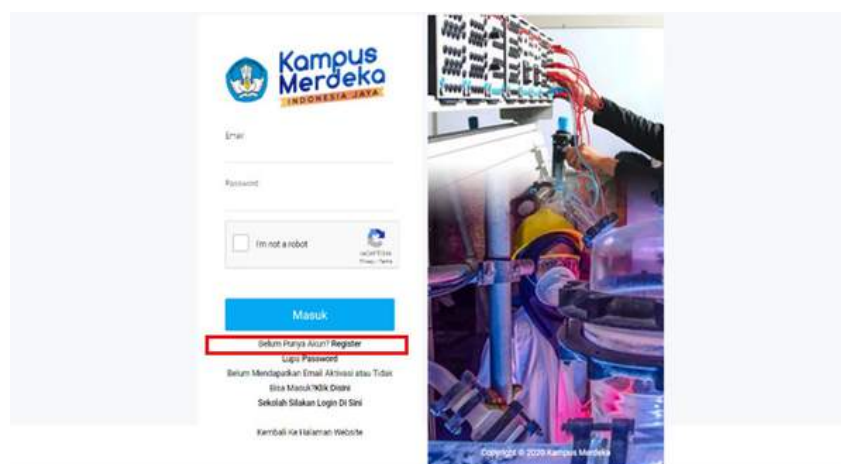 Kampus
Merdeka
INDONESIA JAYA
Email
Password
I'm not a robot
reCAPTCHA
Privacy - Terms
Masuk
Belum Punya Akun? Register
Lupa Password
Belum Mendapatkan Email Aktivasi atau Tidak
Bisa Masuk?Klik Disini
Sekolah Silakan Login Di Sini
Kembali Ke Halaman Website
Copyright © 2020 Kampus Merdeka